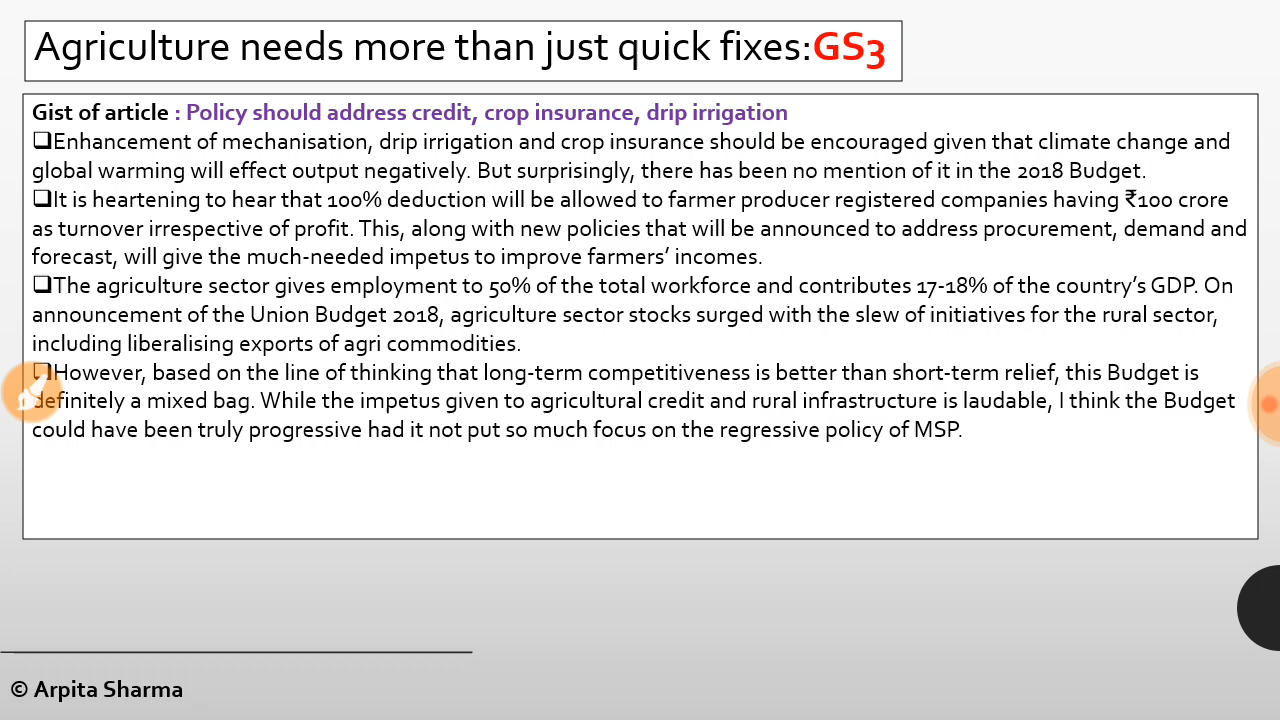 Agriculture needs more than just quick fixes:GS3
Gist of article : Policy should address credit, crop insurance, drip irrigation
❑Enhancement of mechanisation, drip irrigation and crop insurance should be encouraged given that climate change and
global warming will effect output negatively. But surprisingly, there has been no mention of it in the 2018 Budget.
❑It is heartening to hear that 100% deduction will be allowed to farmer producer registered companies having ₹100 crore
as turnover irrespective of profit. This, along with new policies that will be announced to address procurement, demand and
forecast, will give the much-needed impetus to improve farmers’ incomes.
❑The agriculture sector gives employment to 50% of the total workforce and contributes 17-18% of the country’s GDP. On
announcement of the Union Budget 2018, agriculture sector stocks surged with the slew of initiatives for the rural sector,
including liberalising exports of agri commodities.
❑However, based on the line of thinking that long-term competitiveness is better than short-term relief, this Budget is
definitely a mixed bag. While the impetus given to agricultural credit and rural infrastructure is laudable, I think the Budget
could have been truly progressive had it not put so much focus on the regressive policy of MSP.
© Arpita Sharma